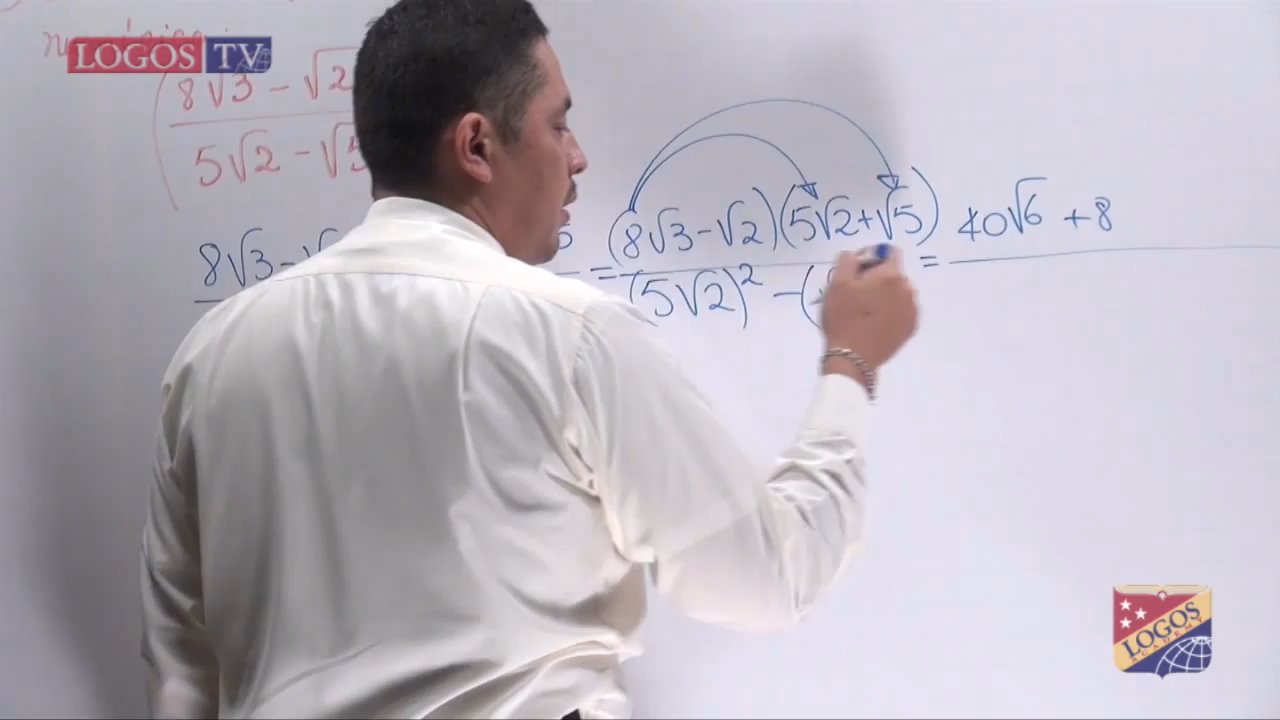 LOGOS TV
8√3 - √2
5√2 - √5
8√3 -
= (8√3 - √2)(5√2 + √5) = 40√6 + 8
(5√2)² - (
LOGOS
ACADEMY